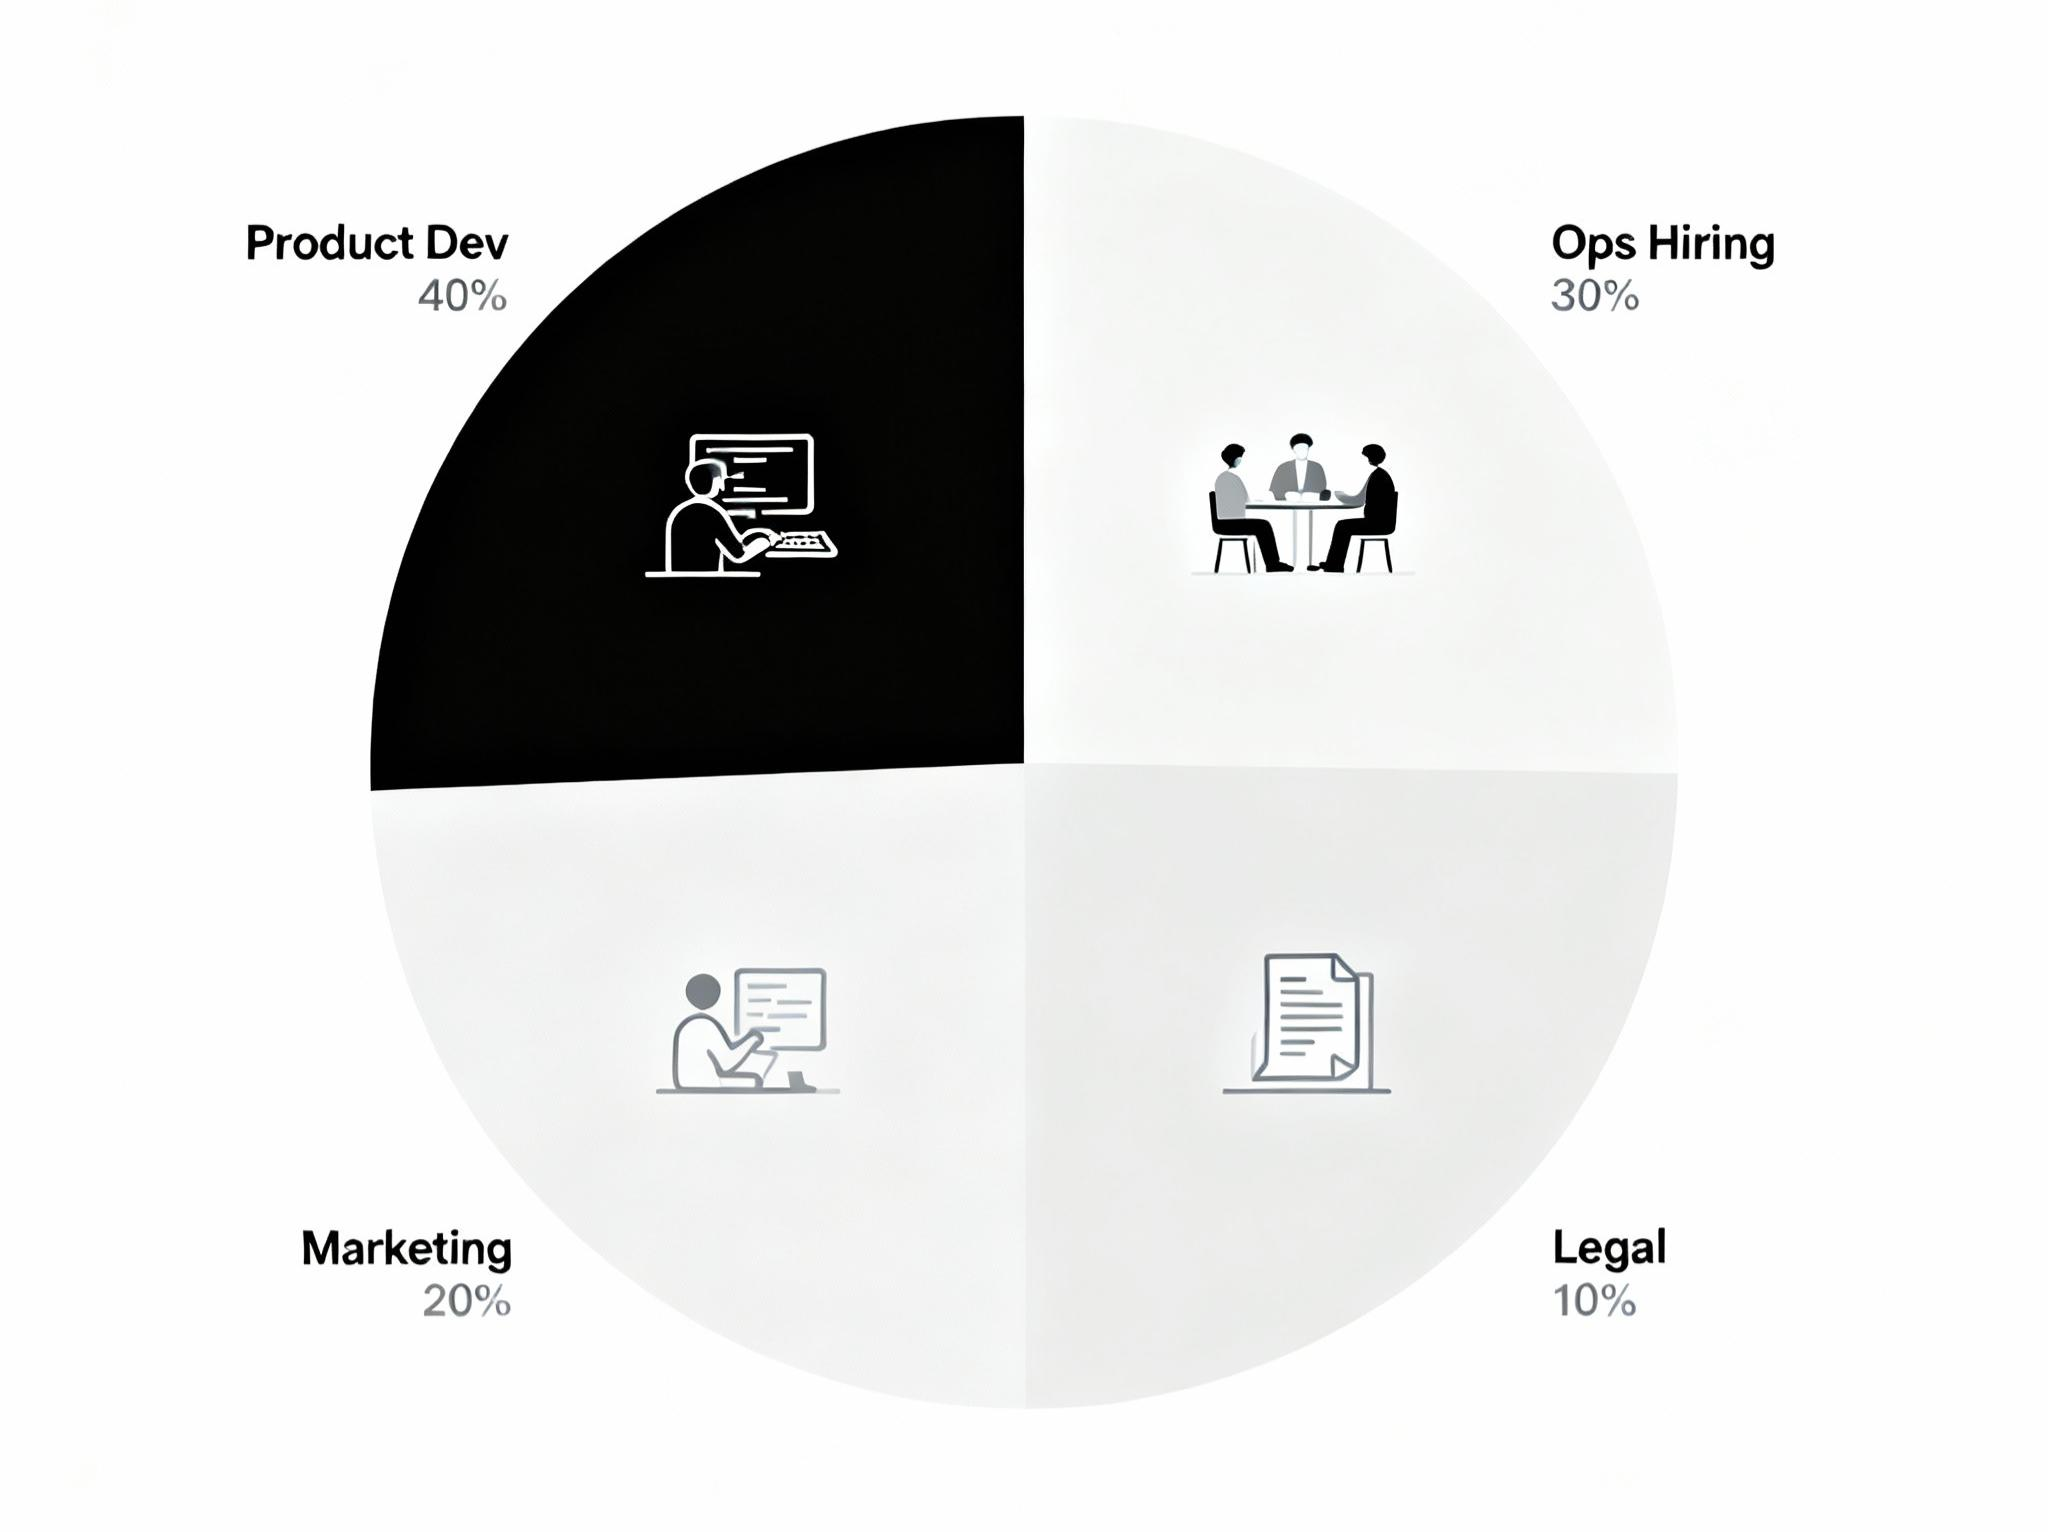 Product Dev
40%
Ops Hiring
30%
Marketing
20%
Legal
10%